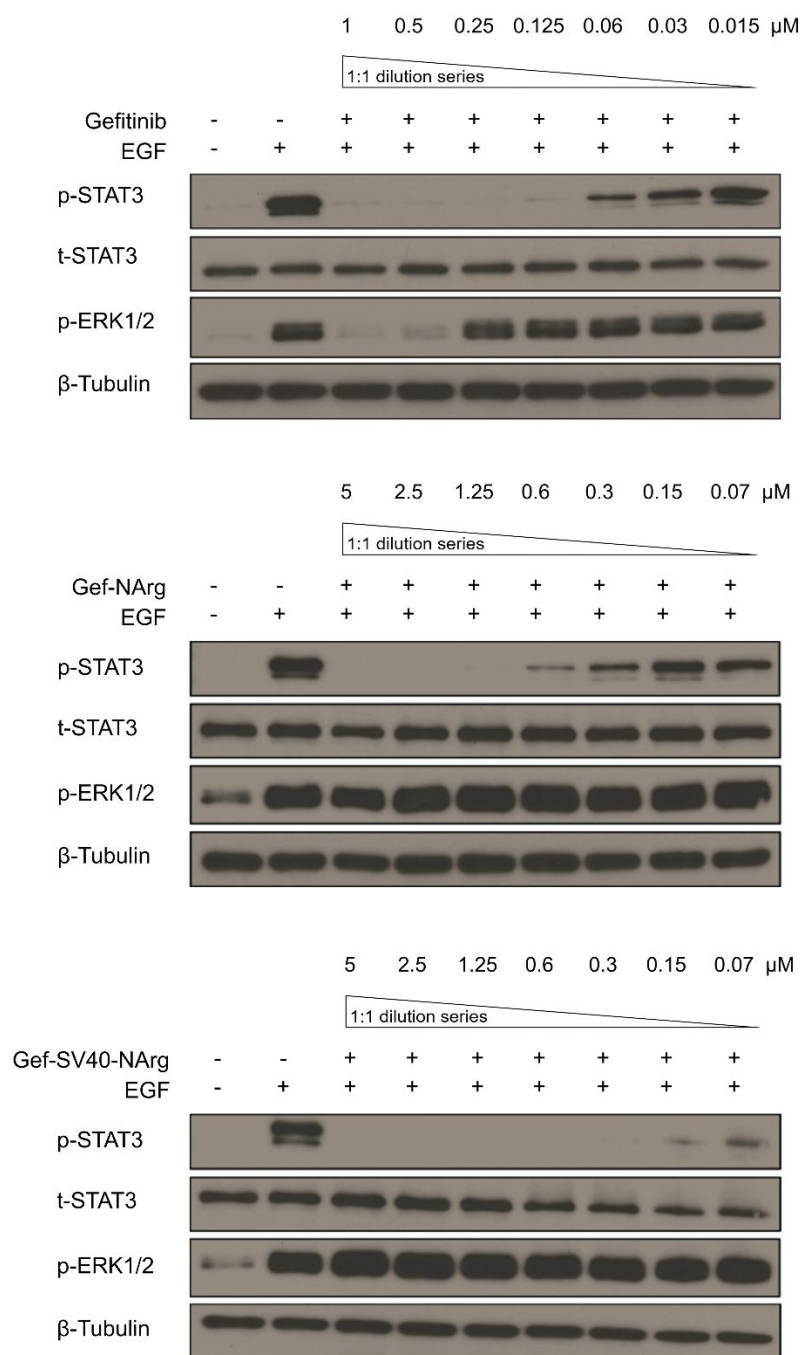 1 0.5 0.25 0.125 0.06 0.03 0.015 µM
1:1 dilution series
Gefitinib - - + + + + + + +
EGF - + + + + + + + +
p-STAT3
t-STAT3
p-ERK1/2
β-Tubulin
5 2.5 1.25 0.6 0.3 0.15 0.07 µM
1:1 dilution series
Gef-NArg - - + + + + + + +
EGF - + + + + + + + +
p-STAT3
t-STAT3
p-ERK1/2
β-Tubulin
5 2.5 1.25 0.6 0.3 0.15 0.07 µM
1:1 dilution series
Gef-SV40-NArg - - + + + + + + +
EGF - + + + + + + + +
p-STAT3
t-STAT3
p-ERK1/2
β-Tubulin